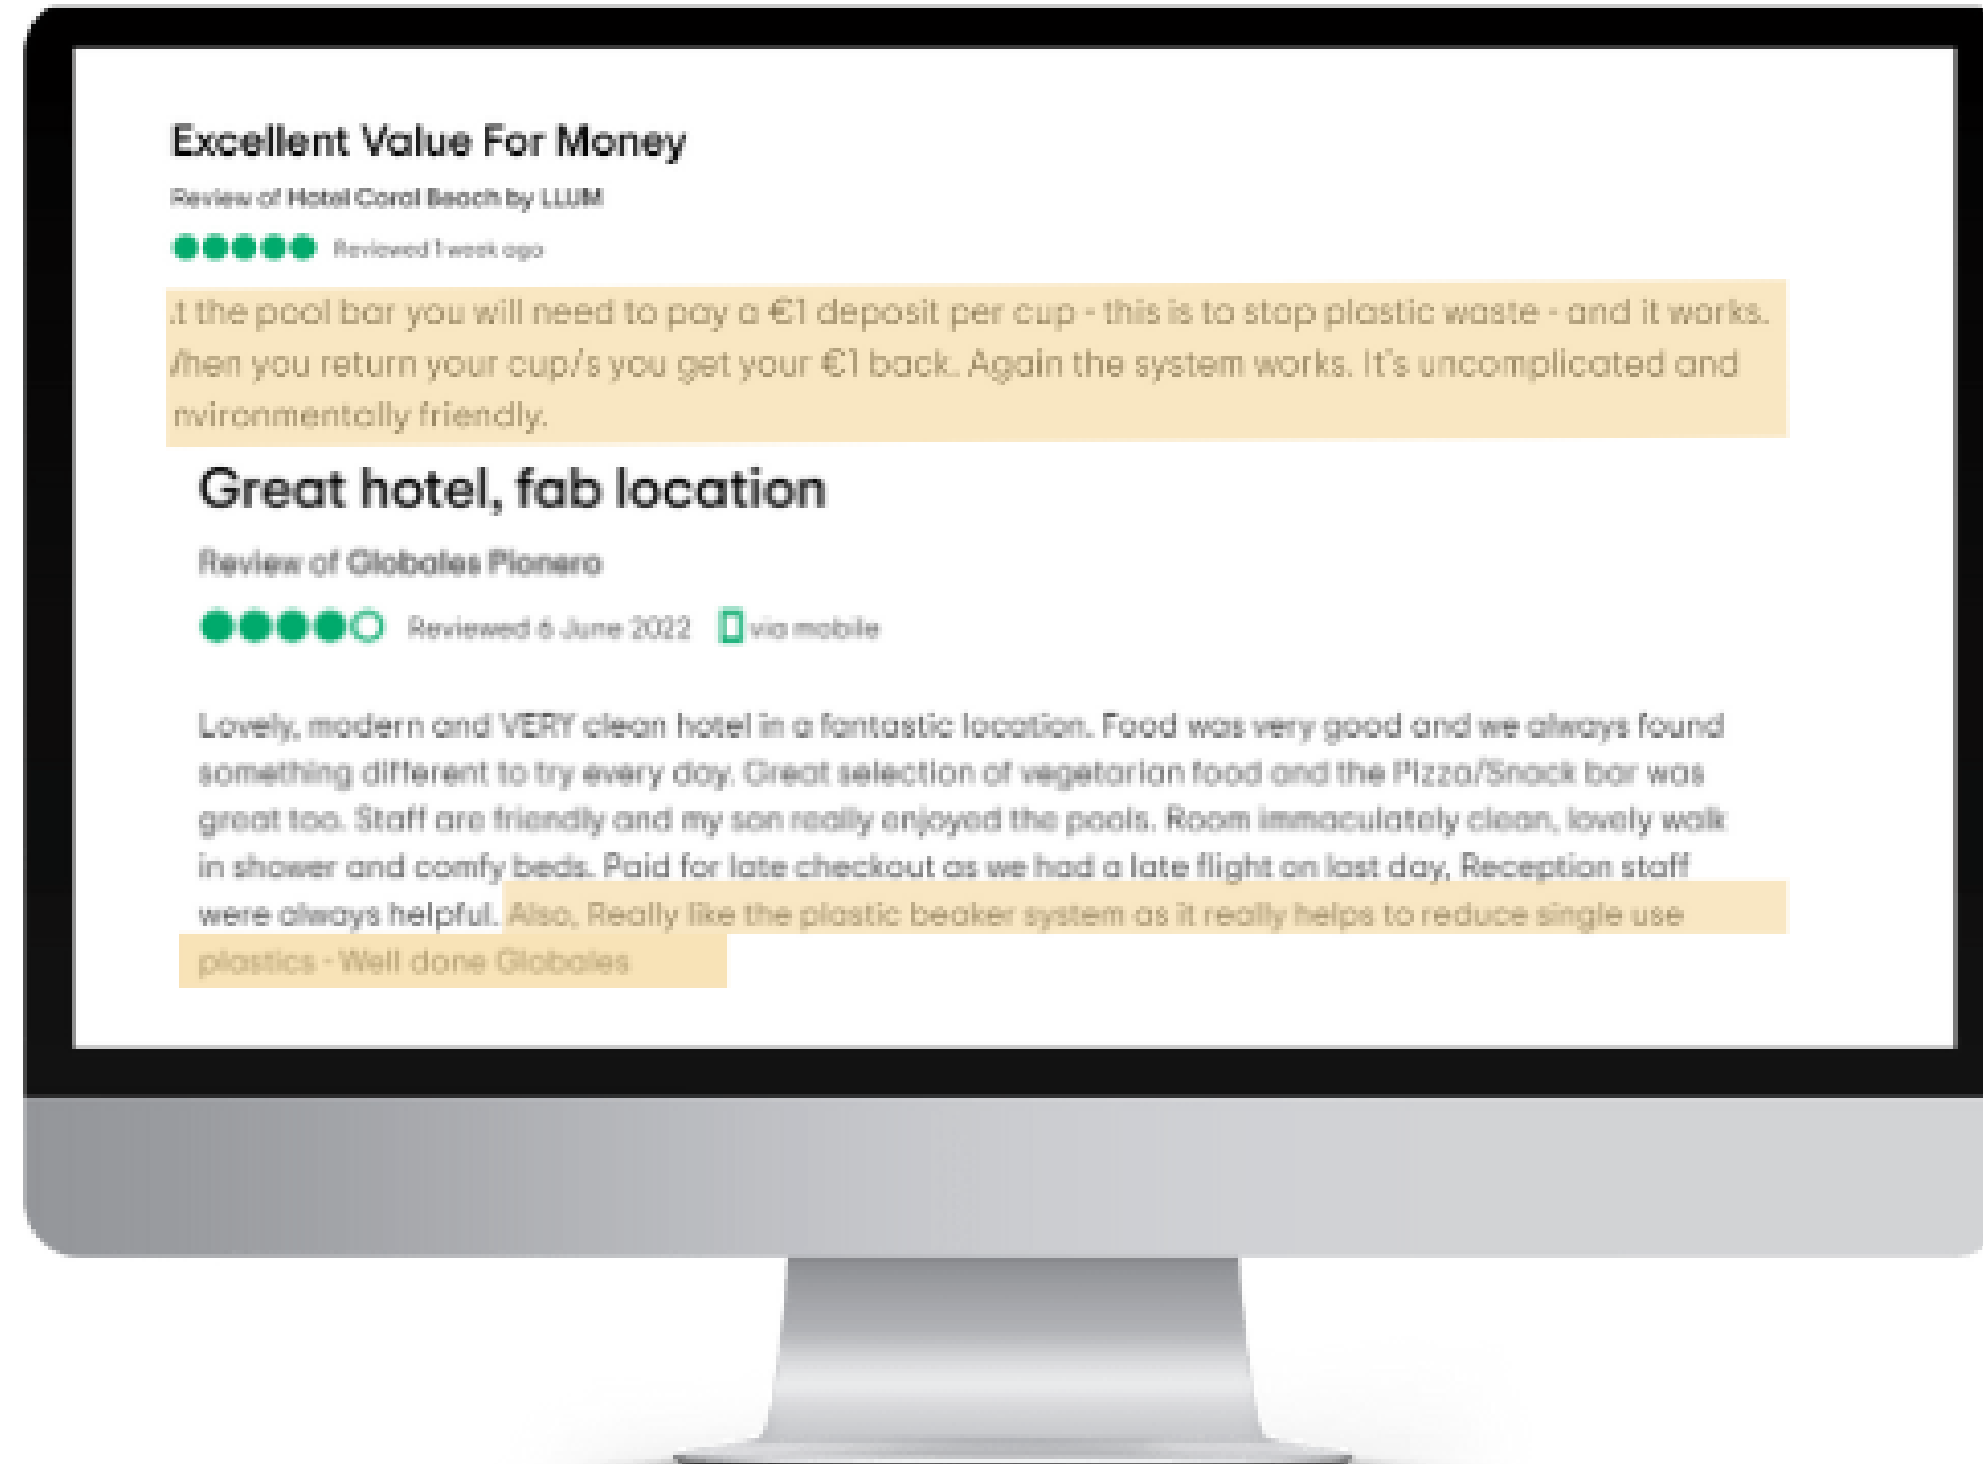 Excellent Value For Money
Review of Hotel Coral Beach by LLUM
Reviewed 1 week ago
.t the pool bar you will need to pay a €1 deposit per cup - this is to stop plastic waste - and it works.
/hen you return your cup/s you get your €1 back. Again the system works. It's uncomplicated and
nvironmentally friendly.
Great hotel, fab location
Review of Globales Pionero
Reviewed 6 June 2022 via mobile
Lovely, modern and VERY clean hotel in a fantastic location. Food was very good and we always found
something different to try every day. Great selection of vegetarian food and the Pizza/Snack bar was
great too. Staff are friendly and my son really enjoyed the pools. Room immaculately clean, lovely walk
in shower and comfy beds. Paid for late checkout as we had a late flight on last day, Reception staff
were always helpful. Also, Really like the plastic beaker system as it really helps to reduce single use
plastics - Well done Globales